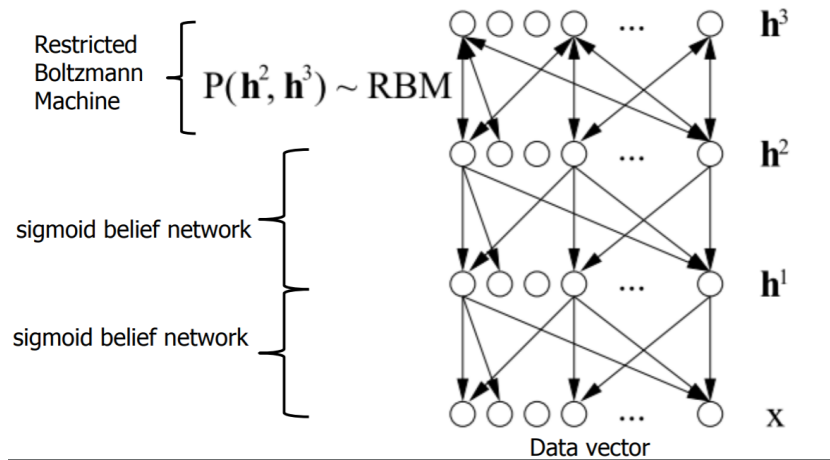 Restricted
Boltzmann
Machine
P(h², h³) ~ RBM
... h³
... h²
sigmoid belief network
... h¹
sigmoid belief network
... x
Data vector